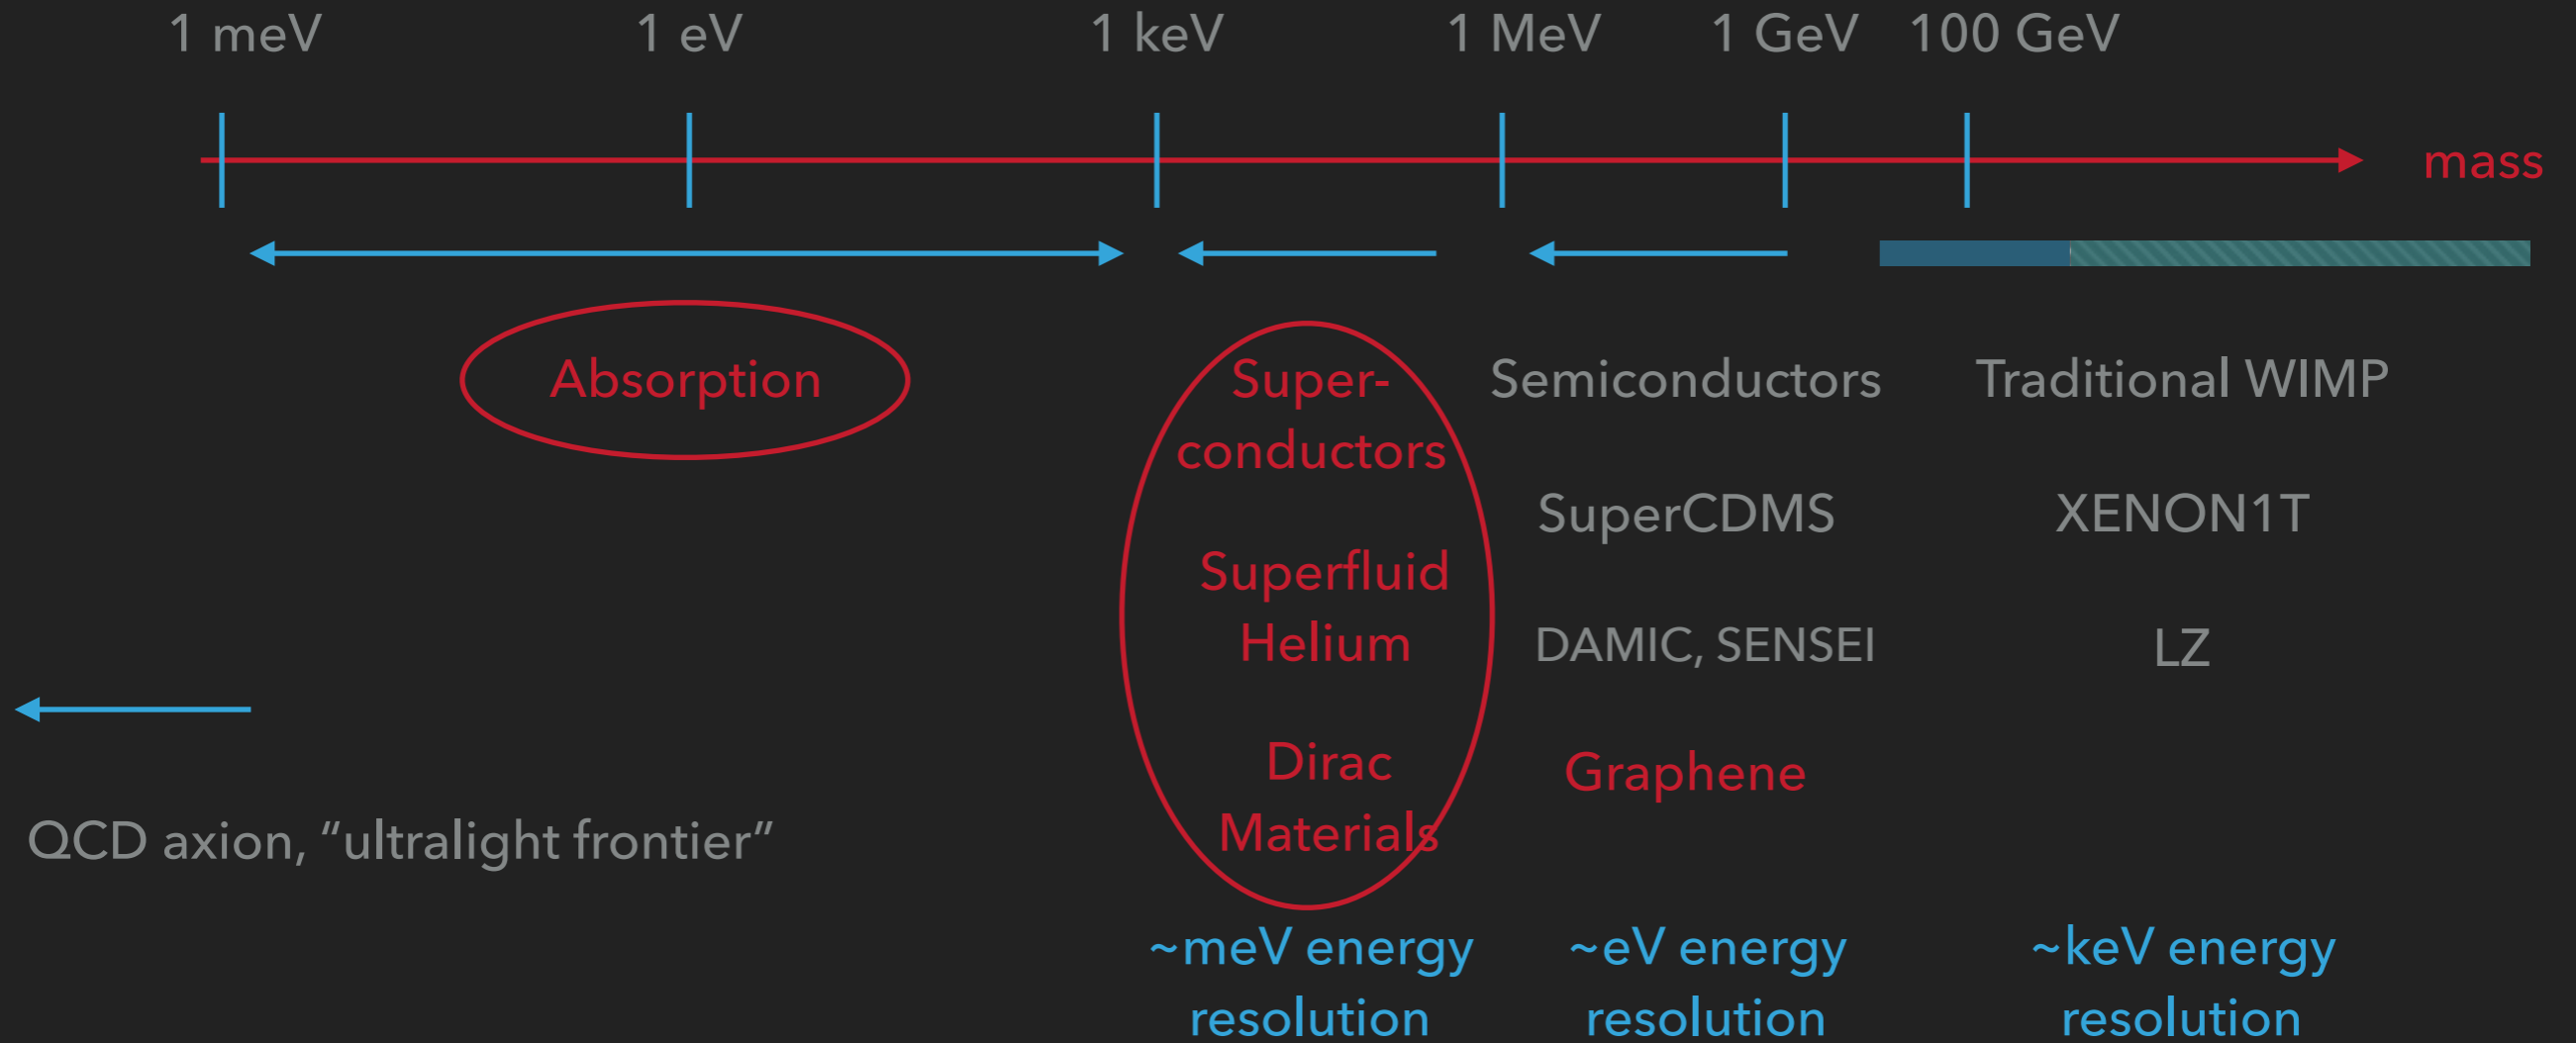 1 meV
1 eV
1 keV
1 MeV
1 GeV
100 GeV
mass
Absorption
Super-
conductors
Superfluid
Helium
Dirac
Materials
~meV energy
resolution
Semiconductors
SuperCDMS
DAMIC, SENSEI
Graphene
~eV energy
resolution
Traditional WIMP
XENON1T
LZ
~keV energy
resolution
QCD axion, “ultralight frontier”